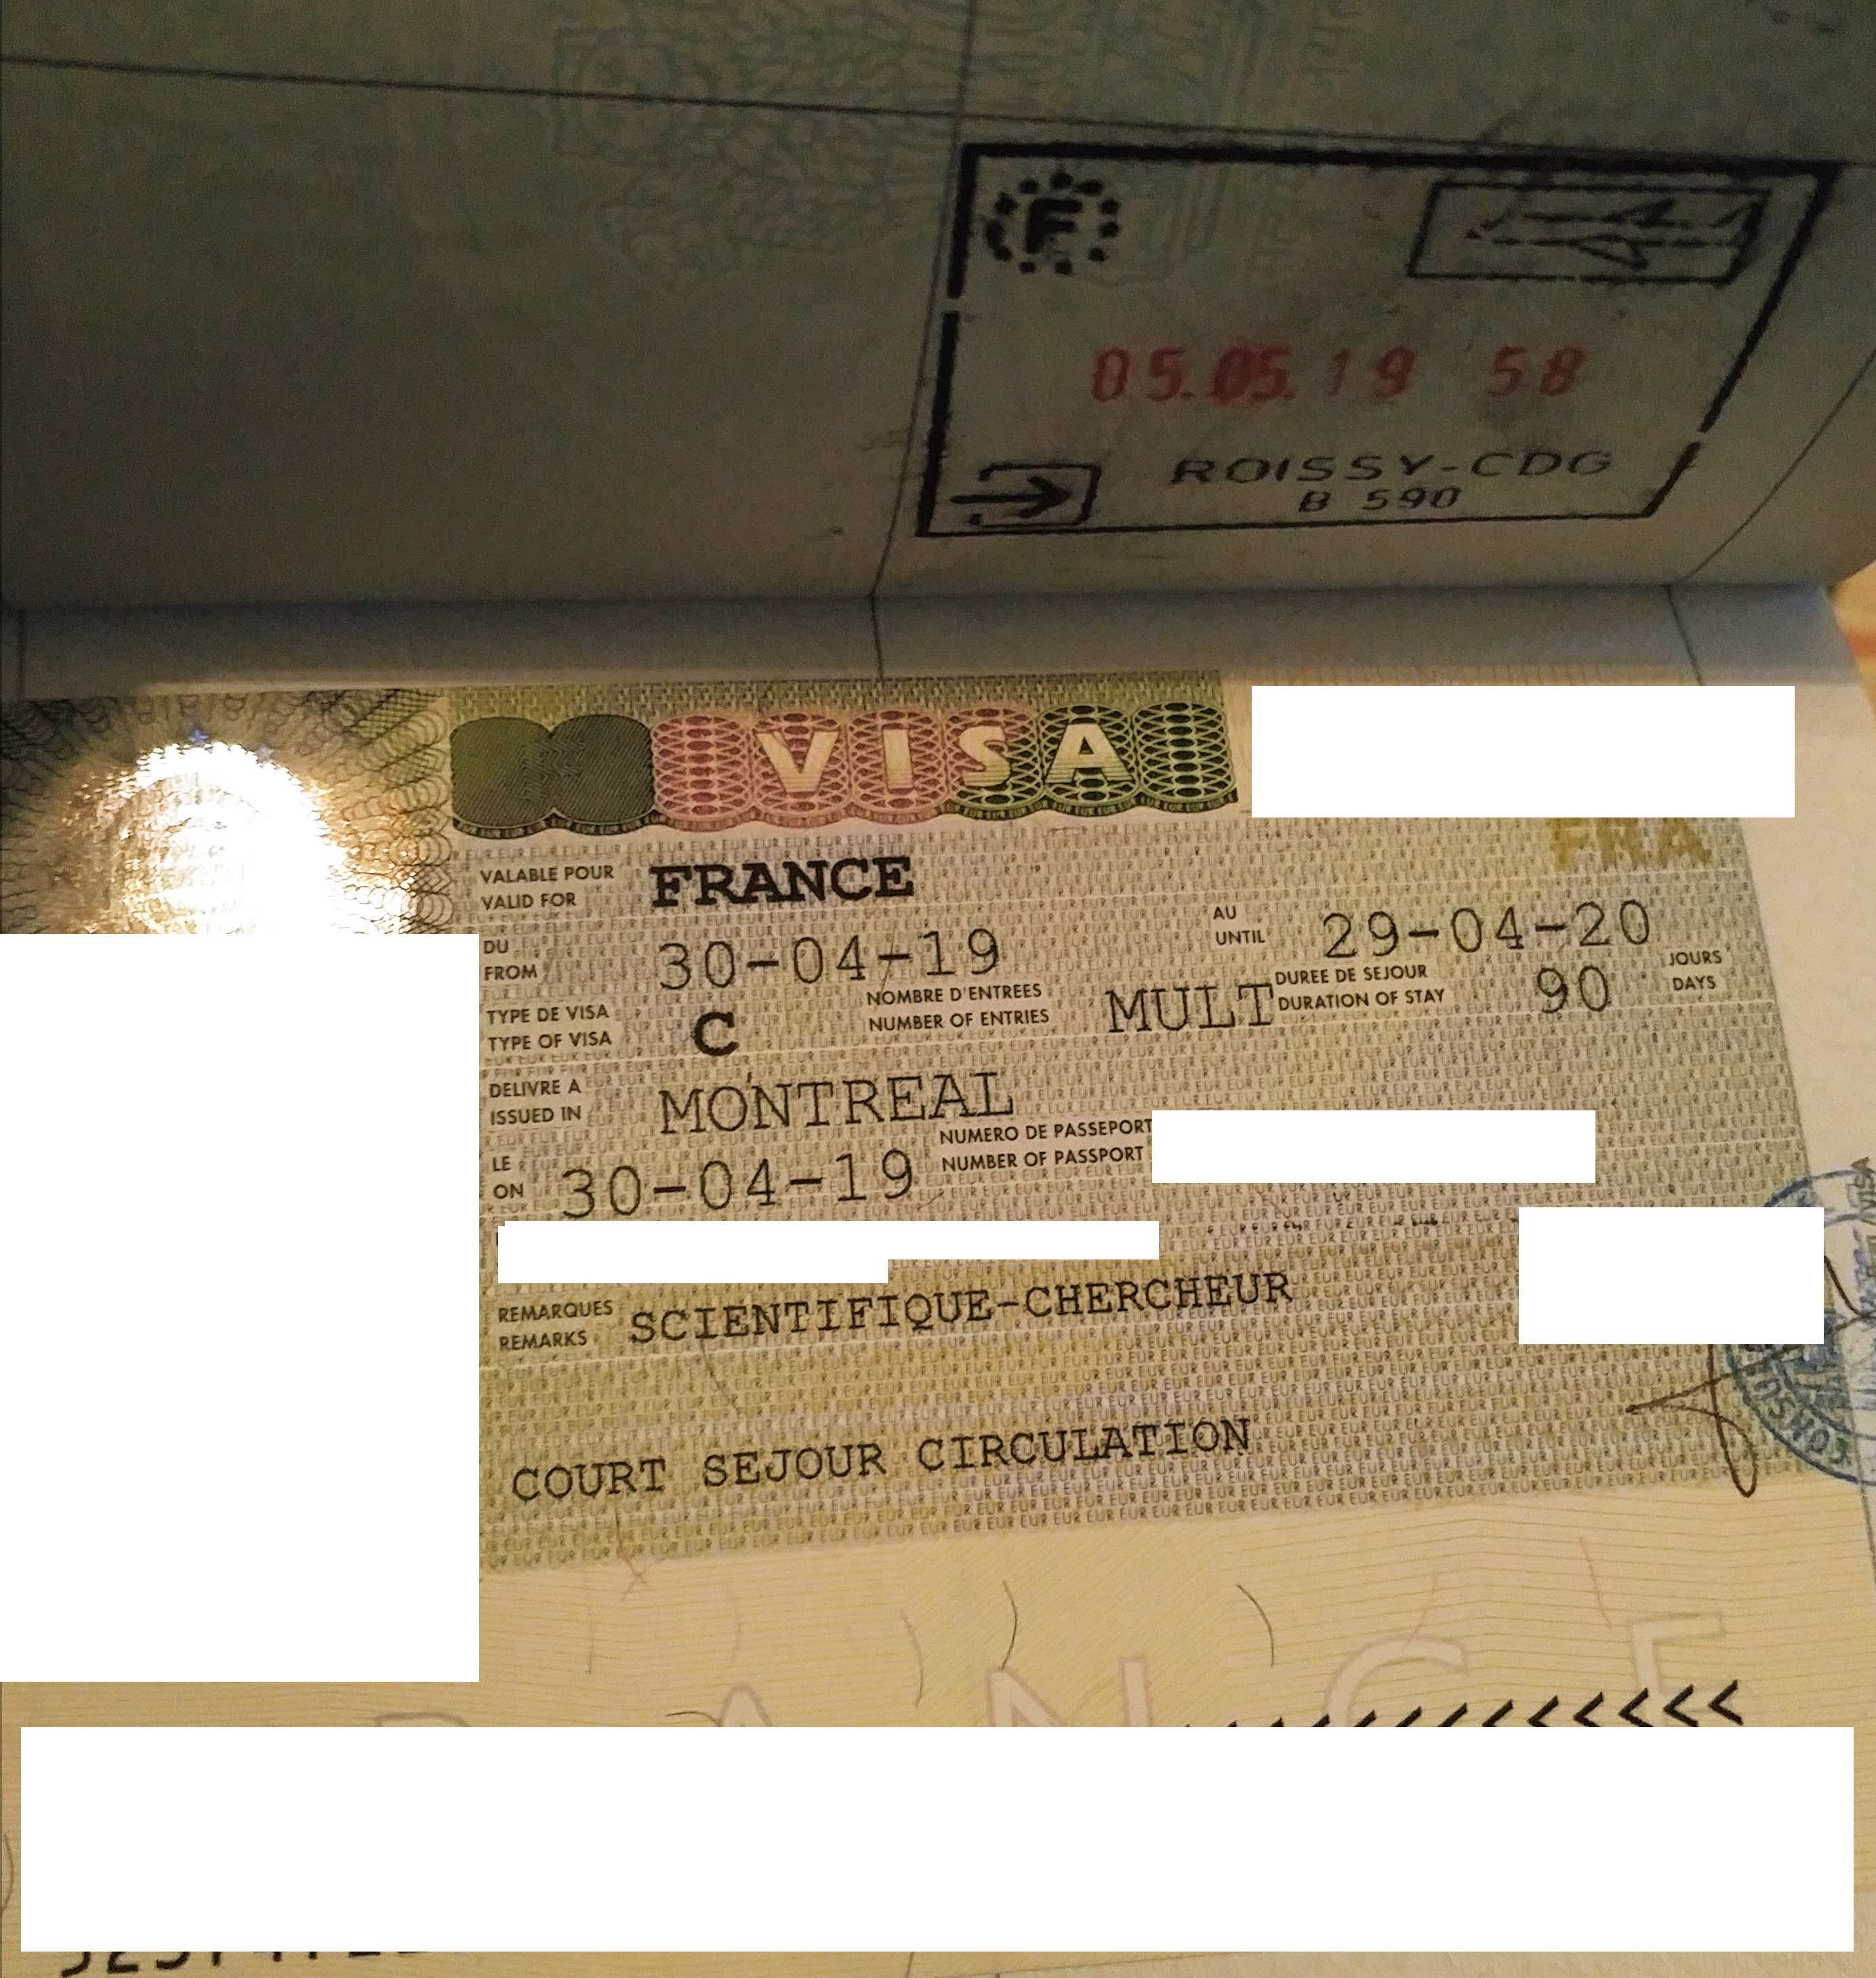 F
05.05.19 58
ROISSY-CDG
B 590
VISA
FRA
VALABLE POUR
VALID FOR
FRANCE
DU
FROM
30-04-19
AU
UNTIL
29-04-20
TYPE DE VISA
TYPE OF VISA
C
NOMBRE D'ENTREES
NUMBER OF ENTRIES
MULT
DUREE DE SEJOUR
DURATION OF STAY
90
JOURS
DAYS
DELIVRE A
ISSUED IN
MONTREAL
LE
ON
30-04-19
NUMERO DE PASSEPORT
NUMBER OF PASSPORT
REMARQUES
REMARKS
SCIENTIFIQUE-CHERCHEUR
COURT SEJOUR CIRCULATION
<<<<<<<<<<<<